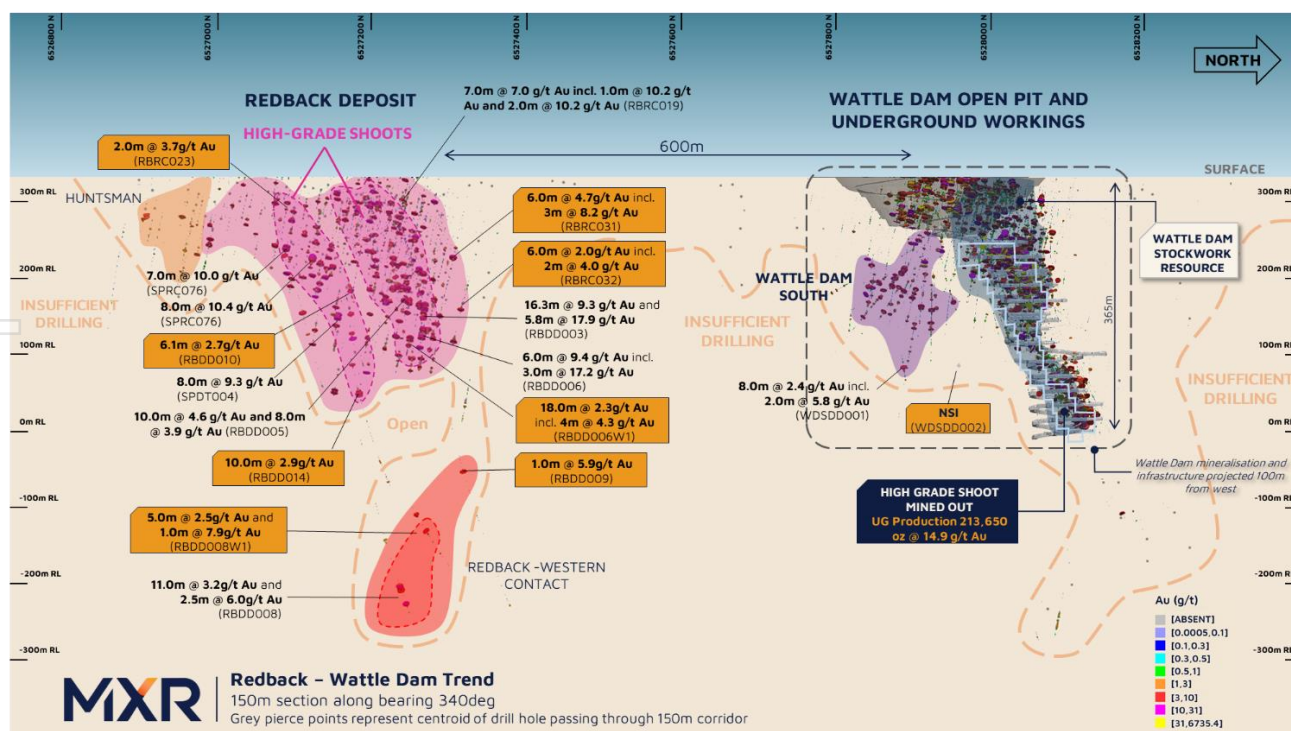 6526800 N
6527000 N
6527200 N
6527400 N
6527600 N
6527800 N
6528000 N
6528200 N
NORTH
REDBACK DEPOSIT
HIGH-GRADE SHOOTS
7.0m @ 7.0 g/t Au incl. 1.0m @ 10.2 g/t
Au and 2.0m @ 10.2 g/t Au (RBRC019)
WATTLE DAM OPEN PIT AND
UNDERGROUND WORKINGS
600m
2.0m @ 3.7g/t Au
(RBRC023)
SURFACE
300m RL
HUNTSMAN
300m RL
6.0m @ 4.7g/t Au incl.
3m @ 8.2 g/t Au
(RBRC031)
6.0m @ 2.0g/t Au incl.
2m @ 4.0 g/t Au
(RBRC032)
WATTLE DAM
STOCKWORK
RESOURCE
200m RL
200m RL
7.0m @ 10.0 g/t Au
(SPRC076)
8.0m @ 10.4 g/t Au
(SPRC076)
WATTLE DAM
SOUTH
365m
INSUFFICIENT
DRILLING
16.3m @ 9.3 g/t Au and
5.8m @ 17.9 g/t Au
(RBDD003)
INSUFFICIENT
DRILLING
6.1m @ 2.7g/t Au
(RBDD010)
100m RL
100m RL
6.0m @ 9.4 g/t Au incl.
3.0m @ 17.2 g/t Au
(RBDD006)
8.0m @ 9.3 g/t Au
(SPDT004)
8.0m @ 2.4 g/t Au incl.
2.0m @ 5.8 g/t Au
(WDSDD001)
INSUFFICIENT
DRILLING
10.0m @ 4.6 g/t Au and 8.0m
@ 3.9 g/t Au (RBDD005)
Open
18.0m @ 2.3g/t Au
incl. 4m @ 4.3 g/t Au
(RBDD006W1)
NSI
(WDSDD002)
0m RL
0m RL
10.0m @ 2.9g/t Au
(RBDD014)
1.0m @ 5.9g/t Au
(RBDD009)
Wattle Dam mineralisation and
infrastructure projected 100m
from west
-100m RL
-100m RL
HIGH GRADE SHOOT
MINED OUT
UG Production 213,650
oz @ 14.9 g/t Au
5.0m @ 2.5g/t Au and
1.0m @ 7.9g/t Au
(RBDD008W1)
REDBACK -WESTERN
CONTACT
-200m RL
-200m RL
11.0m @ 3.2g/t Au and
2.5m @ 6.0g/t Au
(RBDD008)
-300m RL
-300m RL
Au (g/t)
[ABSENT]
[0.0005,0.1]
[0.1,0.3]
[0.3,0.5]
[0.5,1]
[1,3]
[3,10]
[10,31]
[31,6735.4]
MXR
Redback – Wattle Dam Trend
150m section along bearing 340deg
Grey pierce points represent centroid of drill hole passing through 150m corridor